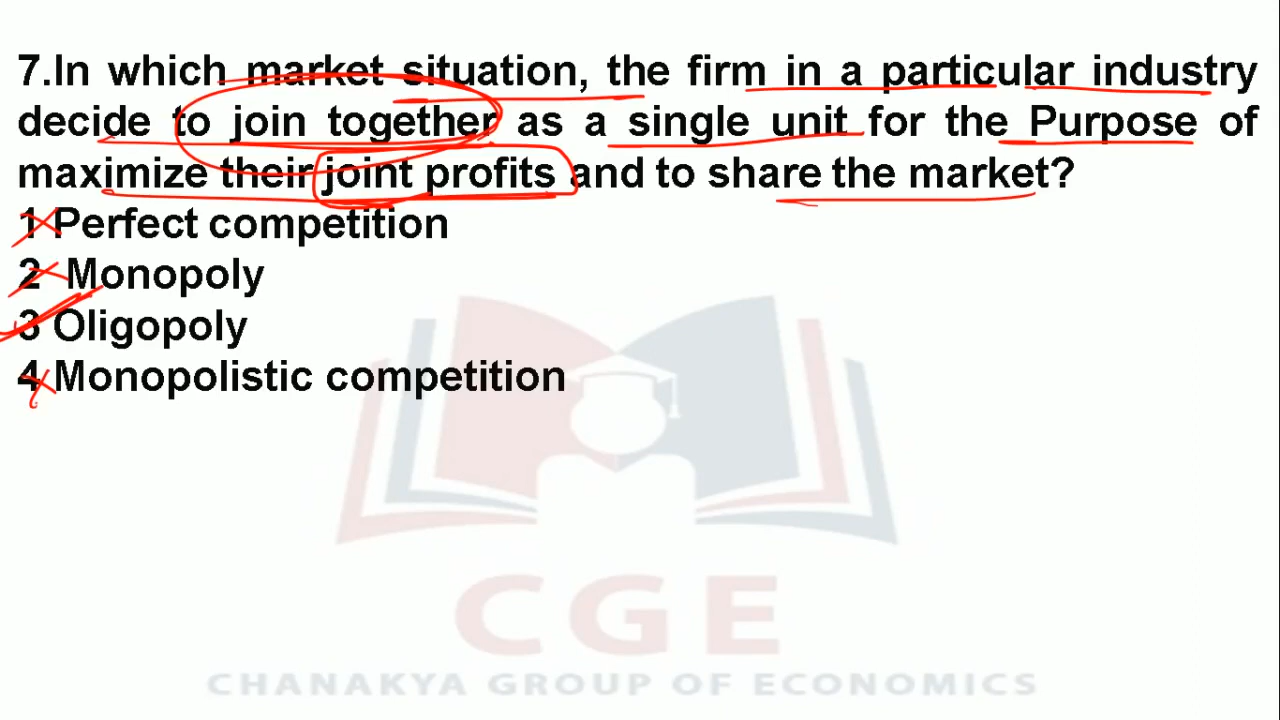 7.In which market situation, the firm in a particular industry
decide to join together as a single unit for the Purpose of
maximize their joint profits and to share the market?
1 Perfect competition
2 Monopoly
3 Oligopoly
4 Monopolistic competition
CGE
CHANAKYA GROUP OF ECONOMICS